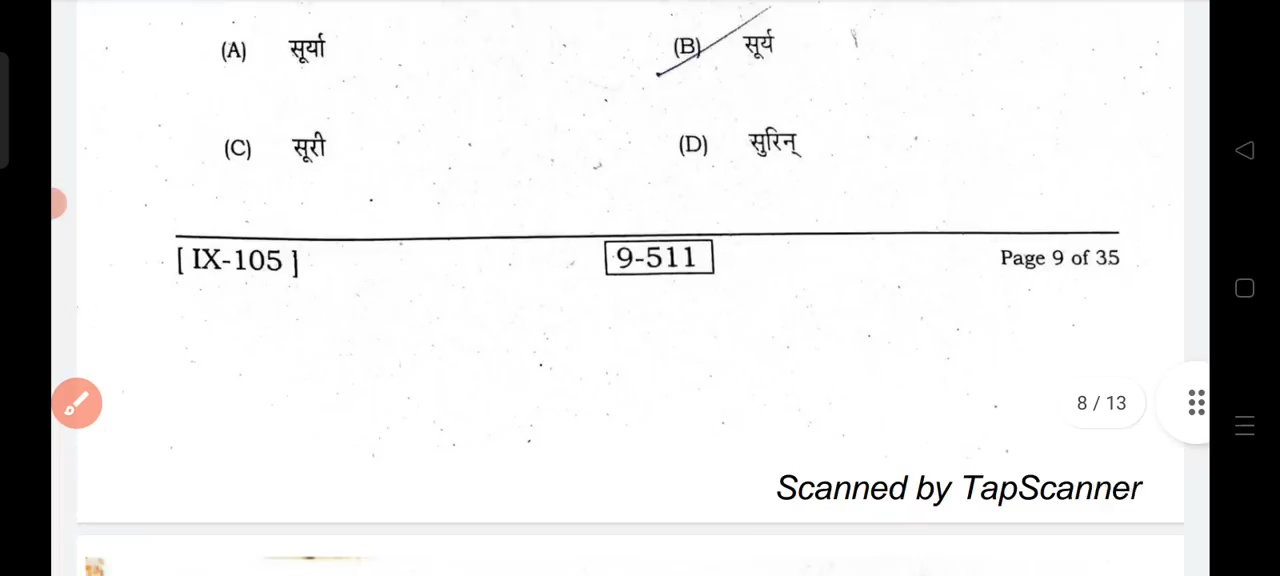 (A) सूर्या (B) सूर्य
(C) सूरी (D) सुरिन्
[ IX-105 ] 9-511 Page 9 of 35
8 / 13
Scanned by TapScanner